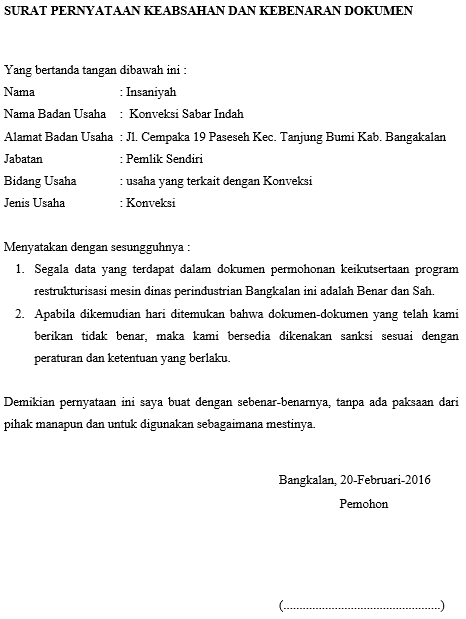 SURAT PERNYATAAN KEABSAHAN DAN KEBENARAN DOKUMEN
Yang bertanda tangan dibawah ini :
Nama : Insaniyah
Nama Badan Usaha : Konveksi Sabar Indah
Alamat Badan Usaha : Jl. Cempaka 19 Paseseh Kec. Tanjung Bumi Kab. Bangakalan
Jabatan : Pemlik Sendiri
Bidang Usaha : usaha yang terkait dengan Konveksi
Jenis Usaha : Konveksi
Menyatakan dengan sesungguhnya :
1. Segala data yang terdapat dalam dokumen permohonan keikutsertaan program
restrukturisasi mesin dinas perindustrian Bangkalan ini adalah Benar dan Sah.
2. Apabila dikemudian hari ditemukan bahwa dokumen-dokumen yang telah kami
berikan tidak benar, maka kami bersedia dikenakan sanksi sesuai dengan
peraturan dan ketentuan yang berlaku.
Demikian pernyataan ini saya buat dengan sebenar-benarnya, tanpa ada paksaan dari
pihak manapun dan untuk digunakan sebagaimana mestinya.
Bangkalan, 20-Februari-2016
Pemohon
(.................................................)